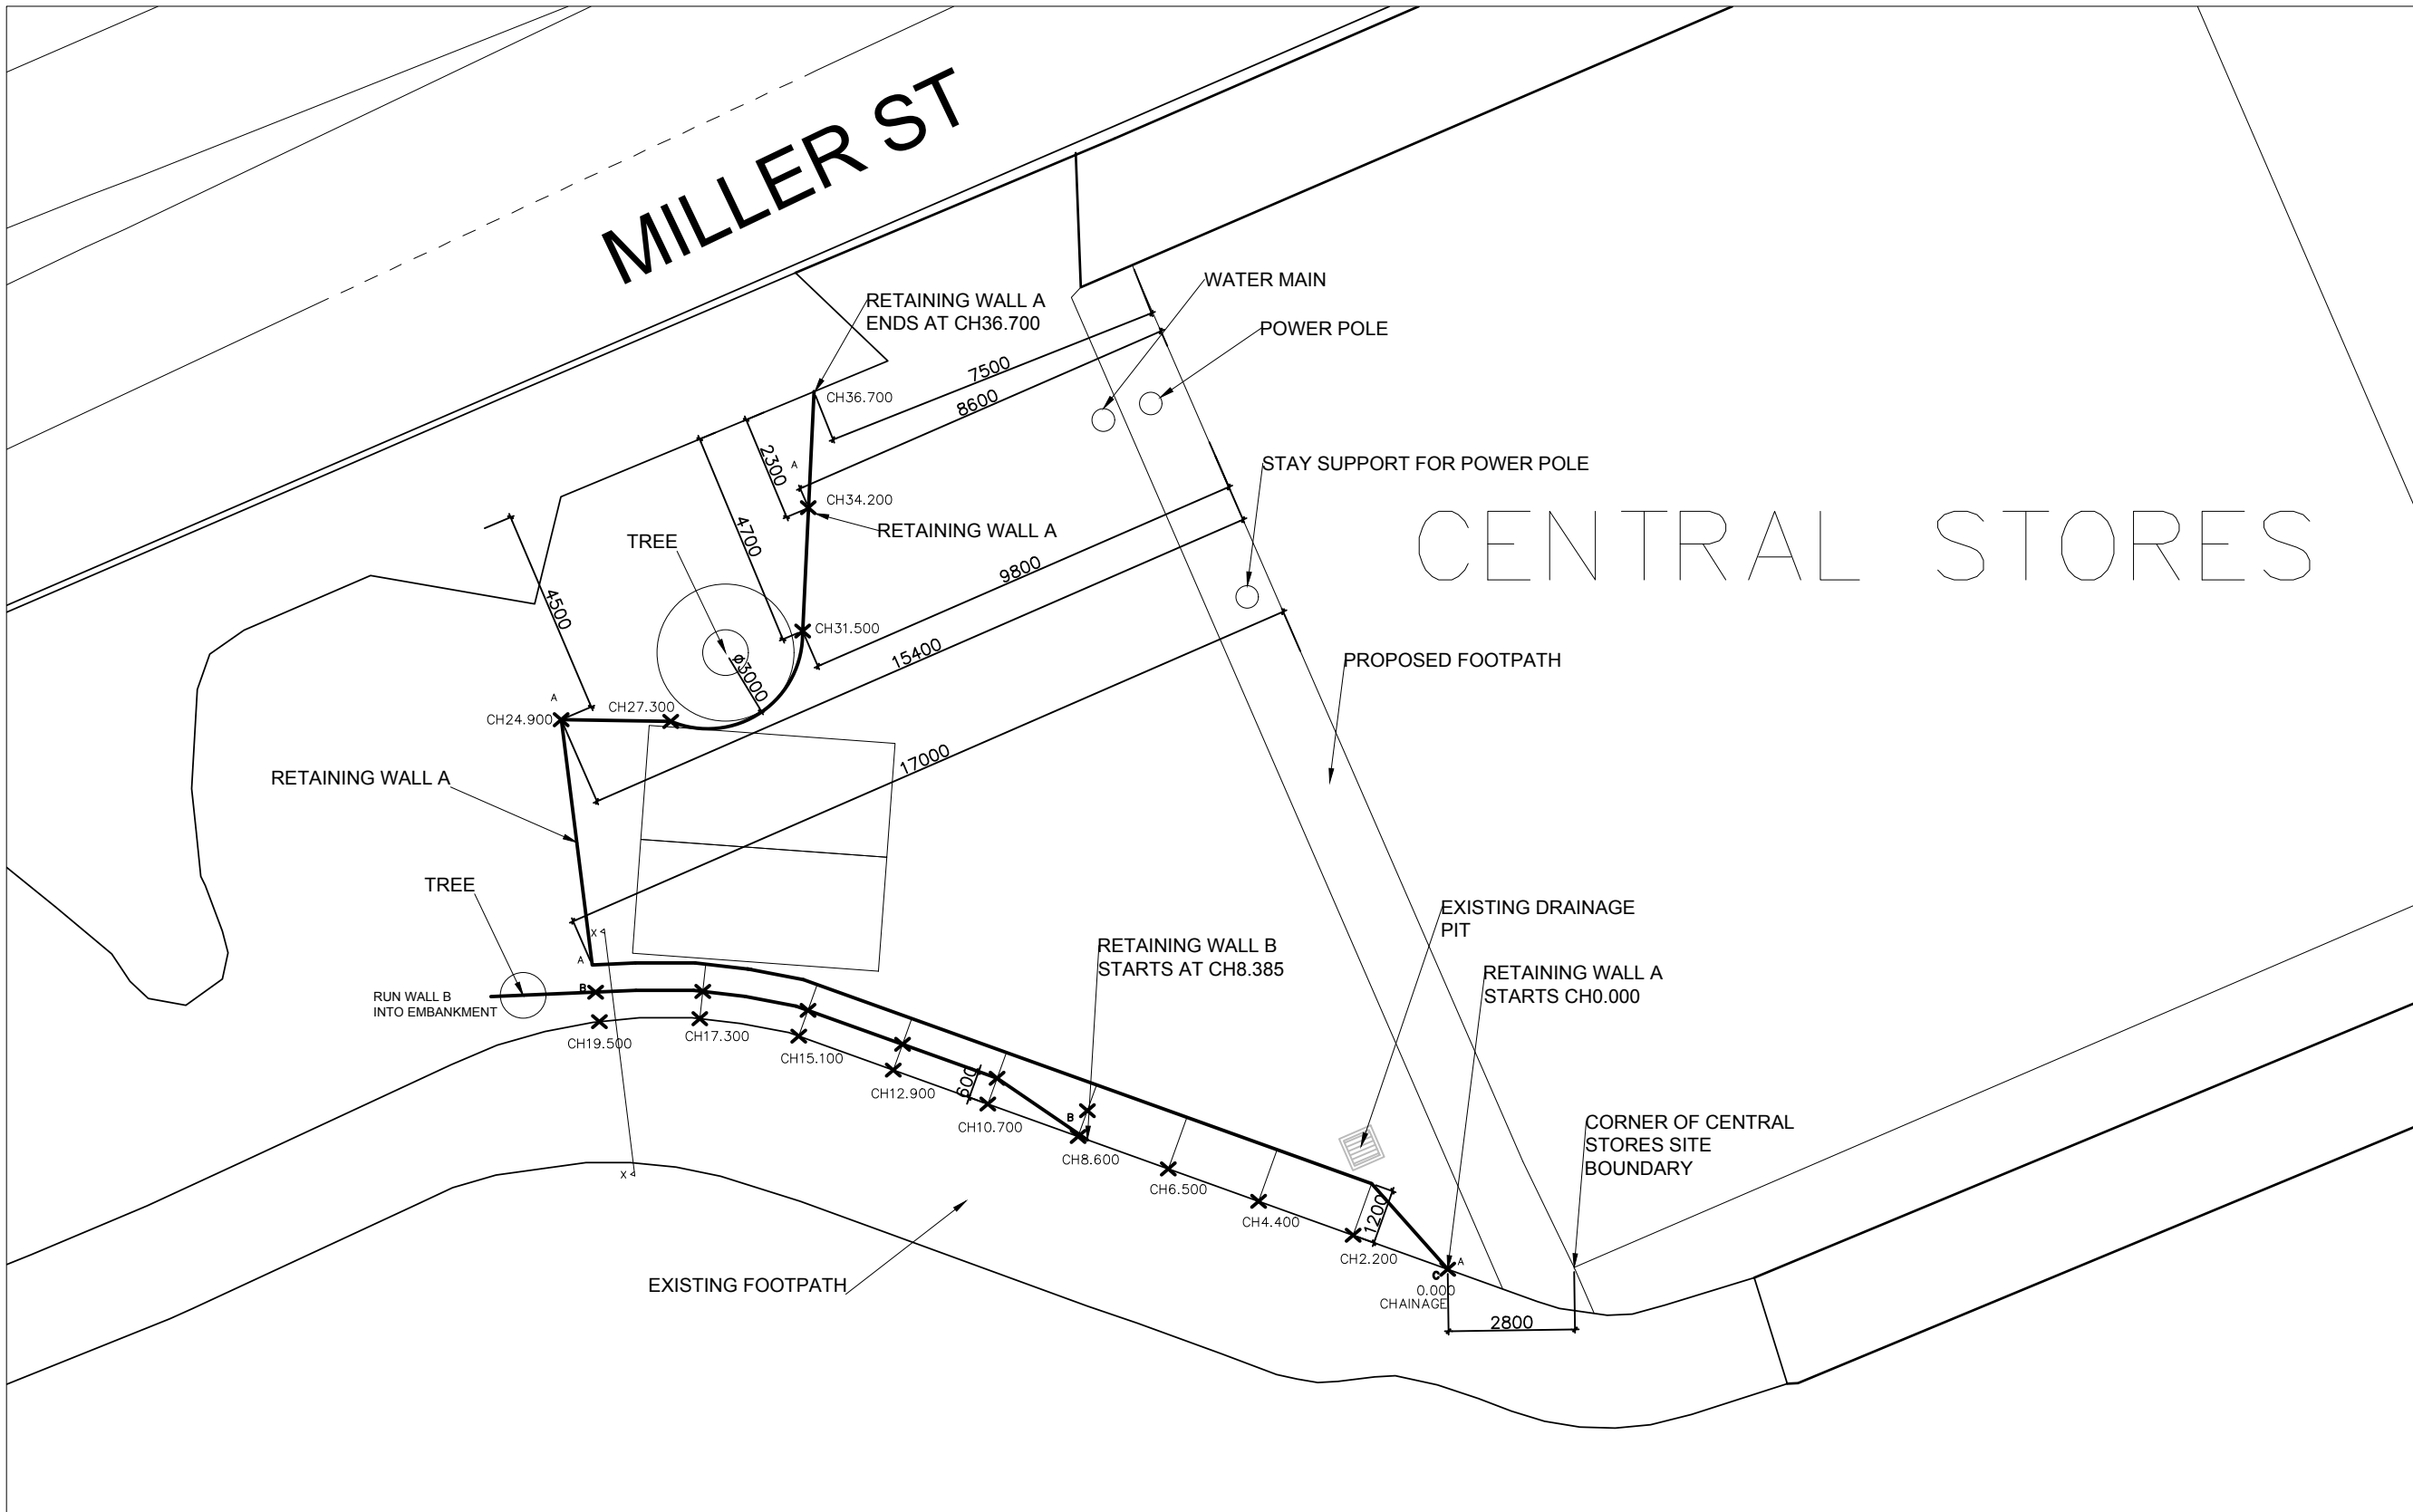 MILLER ST
WATER MAIN
RETAINING WALL A
ENDS AT CH36.700
POWER POLE
7500
CH36.700
8600
2300
A
STAY SUPPORT FOR POWER POLE
CH34.200
CENTRAL STORES
4700
RETAINING WALL A
TREE
9800
4500
CH31.500
15400
PROPOSED FOOTPATH
ø3000
A
CH27.300
CH24.900
17000
RETAINING WALL A
TREE
EXISTING DRAINAGE
PIT
X
RETAINING WALL B
STARTS AT CH8.385
A
RETAINING WALL A
STARTS CH0.000
B
RUN WALL B
INTO EMBANKMENT
CH19.500
CH17.300
CH15.100
CH12.900
600
CH10.700
B
CH8.600
CORNER OF CENTRAL
STORES SITE
BOUNDARY
X
CH6.500
1200
CH4.400
CH2.200
A
C
EXISTING FOOTPATH
0.000
CHAINAGE
2800